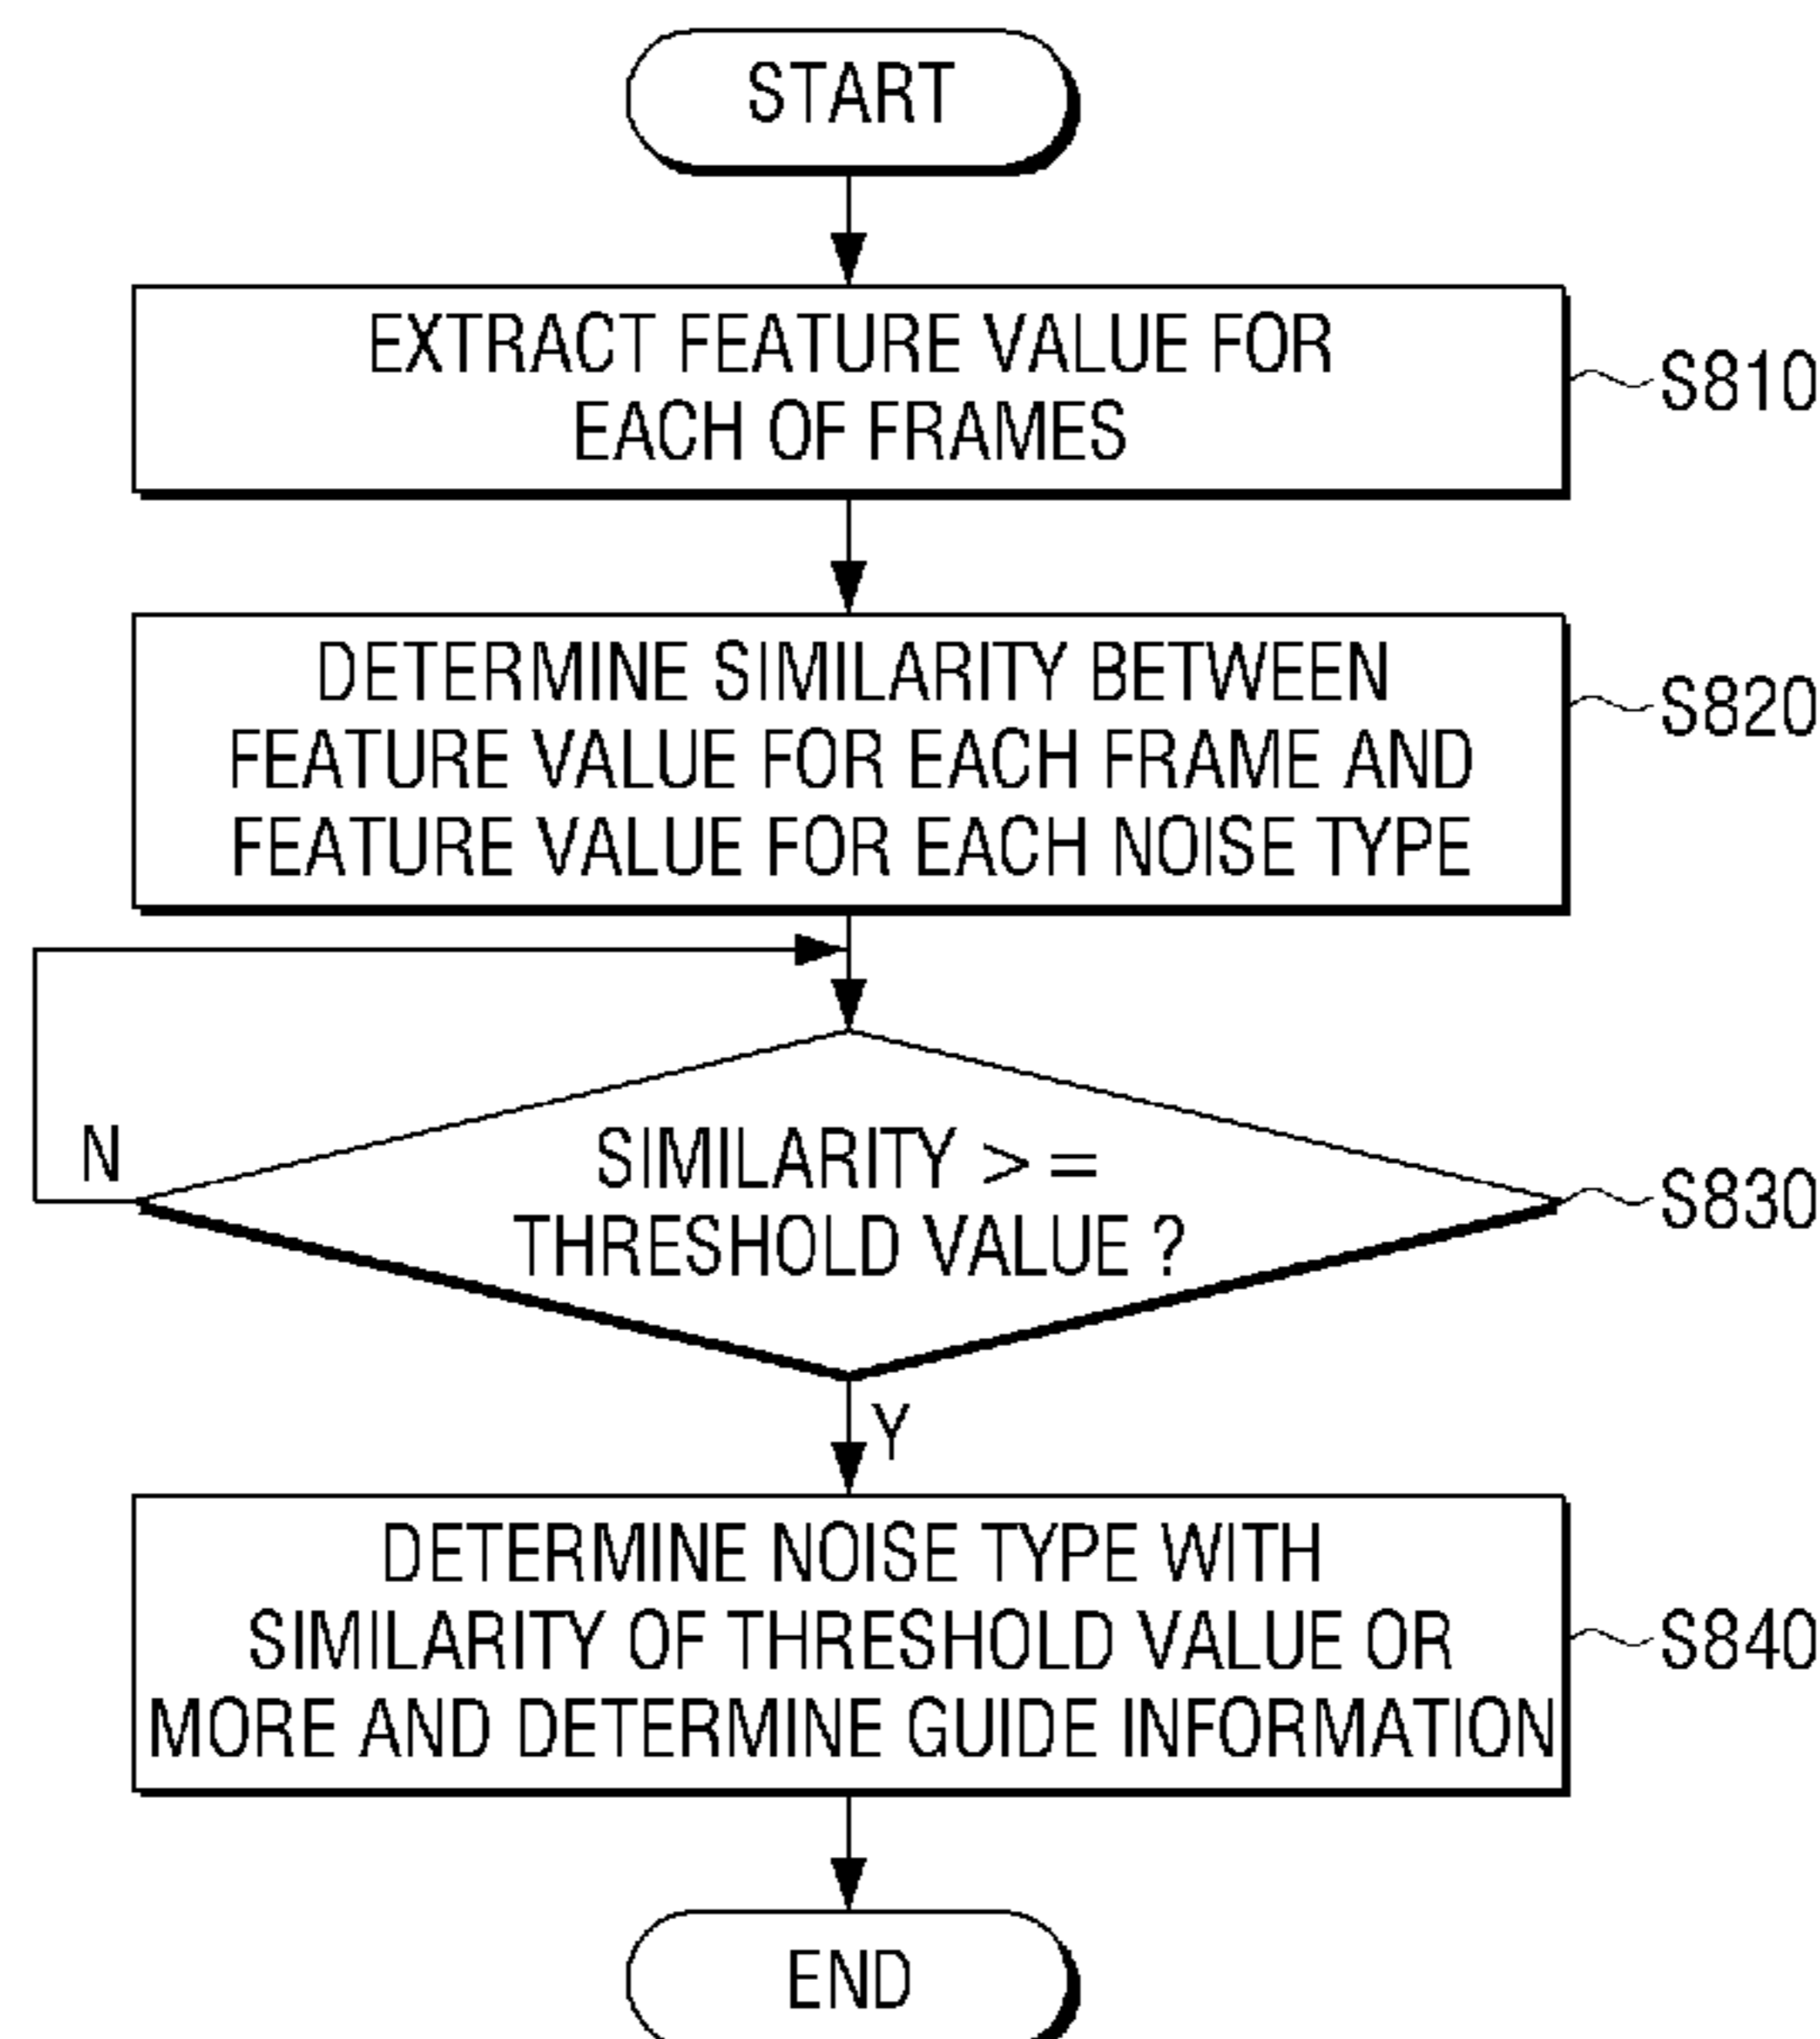 START
EXTRACT FEATURE VALUE FOR
EACH OF FRAMES
S810
DETERMINE SIMILARITY BETWEEN
FEATURE VALUE FOR EACH FRAME AND
FEATURE VALUE FOR EACH NOISE TYPE
S820
N
SIMILARITY >=
THRESHOLD VALUE ?
S830
Y
DETERMINE NOISE TYPE WITH
SIMILARITY OF THRESHOLD VALUE OR
MORE AND DETERMINE GUIDE INFORMATION
S840
END